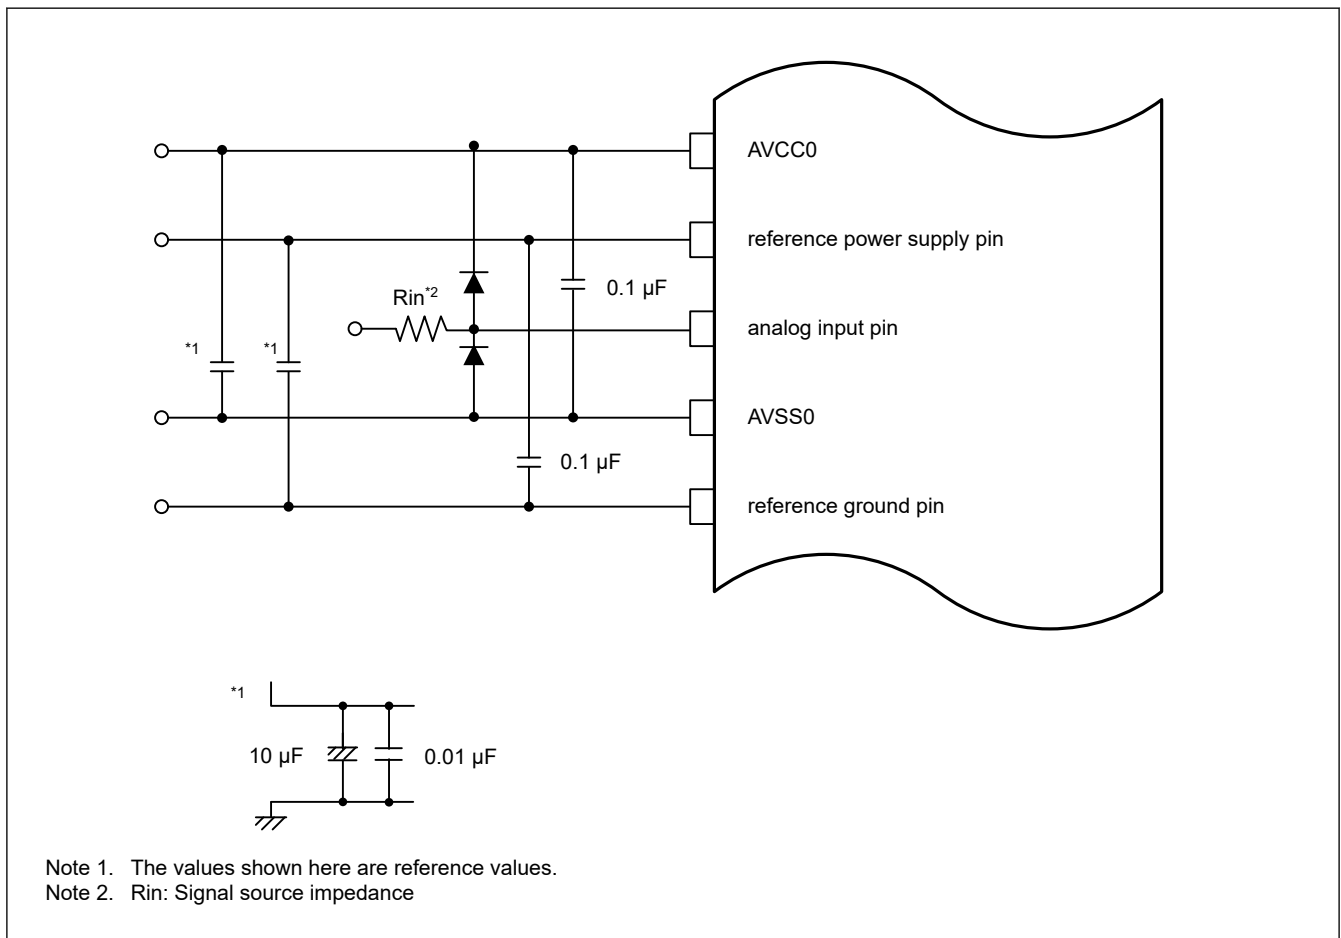 AVCC0
reference power supply pin
0.1 µF
Rin*2
analog input pin
*1
*1
AVSS0
0.1 µF
reference ground pin
*1
10 µF
0.01 µF
Note 1. The values shown here are reference values.
Note 2. Rin: Signal source impedance